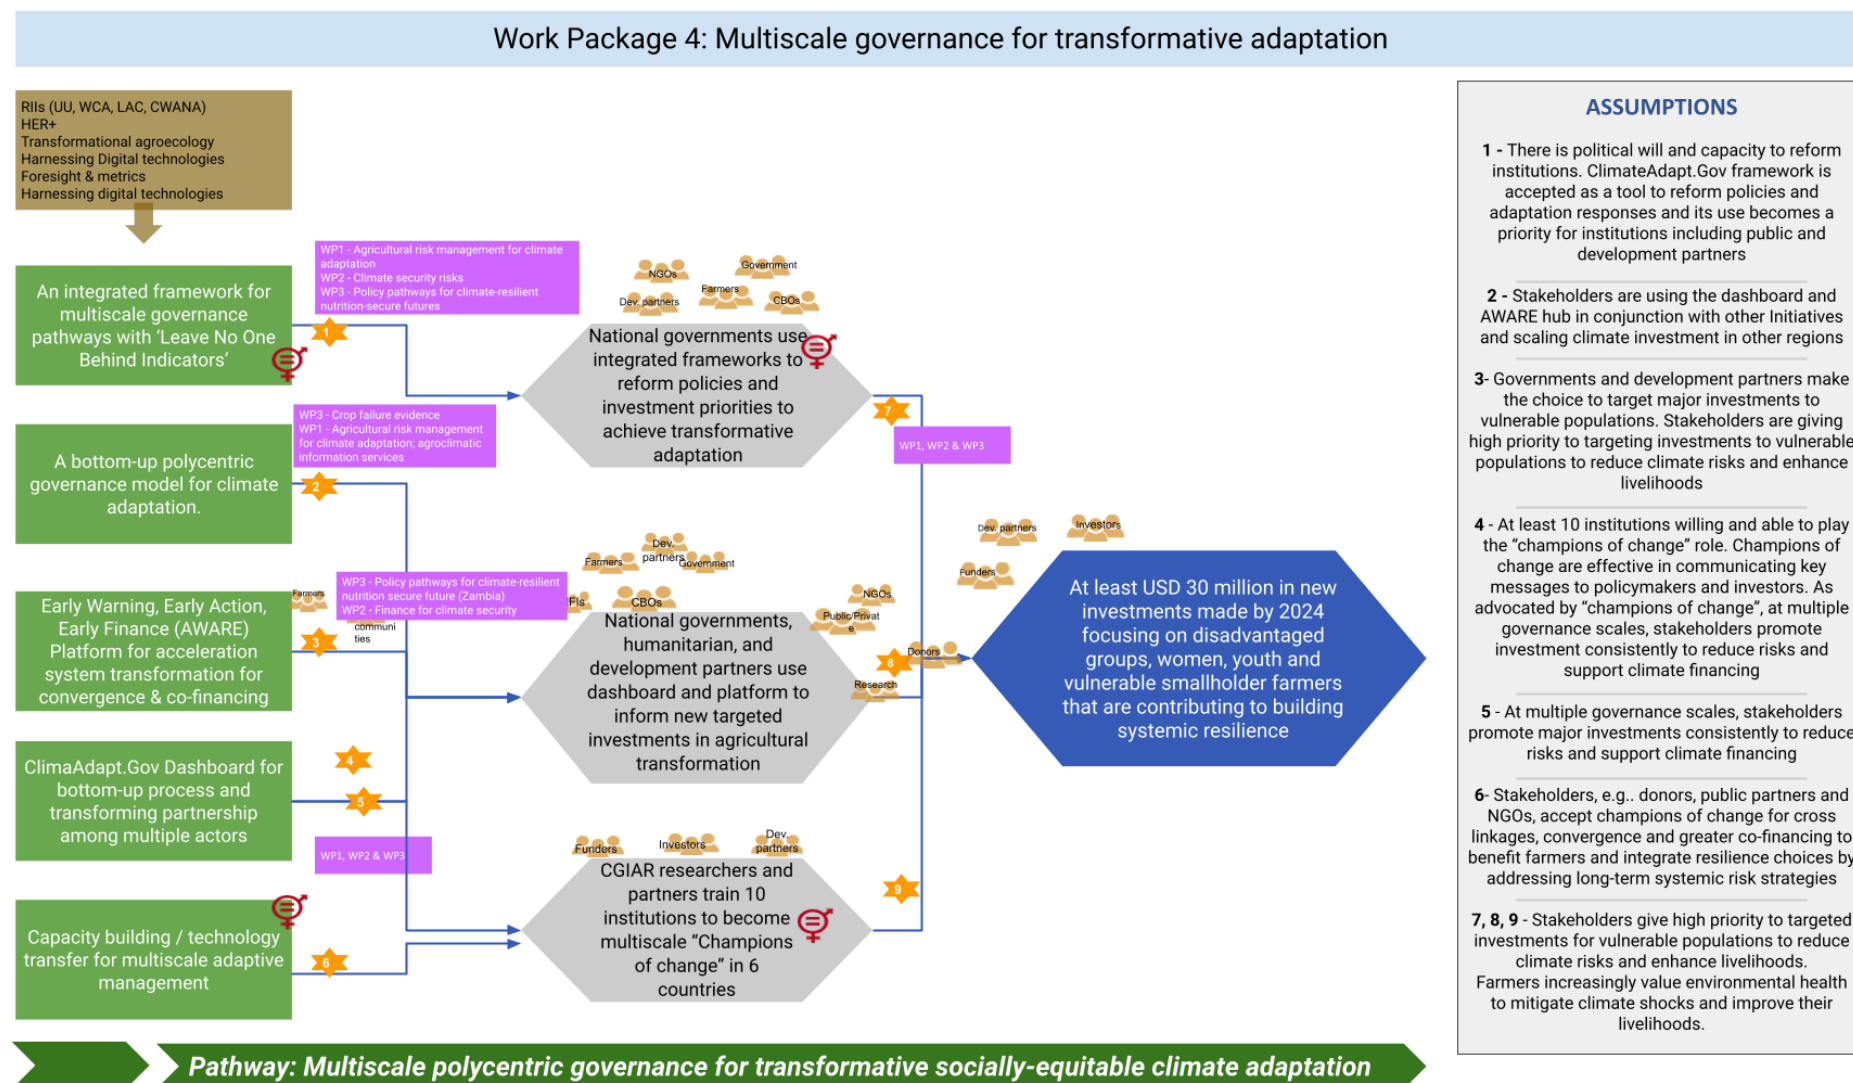 Work Package 4: Multiscale governance for transformative adaptation
RIIs (UU, WCA, LAC, CWANA)
HER+
Transformational agroecology
Harnessing Digital technologies
Foresight & metrics
Harnessing digital technologies
An integrated framework for
multiscale governance
pathways with ‘Leave No One
Behind Indicators’
A bottom-up polycentric
governance model for climate
adaptation.
Early Warning, Early Action,
Early Finance (AWARE)
Platform for acceleration
system transformation for
convergence & co-financing
ClimaAdapt.Gov Dashboard for
bottom-up process and
transforming partnership
among multiple actors
Capacity building / technology
transfer for multiscale adaptive
management
WP1 - Agricultural risk management for climate
adaptation
WP2 - Climate security risks
WP3 - Policy pathways for climate-resilient
nutrition-secure futures
1
WP3 - Crop failure evidence
WP1 - Agricultural risk management
for climate adaptation; agroclimatic
information services
2
Farmers
WP3 - Policy pathways for climate-resilient
nutrition secure future (Zambia)
WP2 - Finance for climate security
communi
ties
3
4
5
WP1, WP2 & WP3
6
NGOs
Government
Dev. partners
Farmers
CBOs
National governments use
integrated frameworks to
reform policies and
investment priorities to
achieve transformative
adaptation
7
WP1, WP2 & WP3
Farmers
Dev.
partners
Government
FIs
CBOs
National governments,
humanitarian, and
development partners use
dashboard and platform to
inform new targeted
investments in agricultural
transformation
NGOs
Public/Privat
e
Donors
8
Research
Funders
Investors
Dev.
partners
CGIAR researchers and
partners train 10
institutions to become
multiscale “Champions
of change” in 6
countries
9
Dev. partners
Investors
Funders
At least USD 30 million in new
investments made by 2024
focusing on disadvantaged
groups, women, youth and
vulnerable smallholder farmers
that are contributing to building
systemic resilience
ASSUMPTIONS
1 - There is political will and capacity to reform
institutions. ClimateAdapt.Gov framework is
accepted as a tool to reform policies and
adaptation responses and its use becomes a
priority for institutions including public and
development partners
2 - Stakeholders are using the dashboard and
AWARE hub in conjunction with other Initiatives
and scaling climate investment in other regions
3- Governments and development partners make
the choice to target major investments to
vulnerable populations. Stakeholders are giving
high priority to targeting investments to vulnerable
populations to reduce climate risks and enhance
livelihoods
4 - At least 10 institutions willing and able to play
the “champions of change” role. Champions of
change are effective in communicating key
messages to policymakers and investors. As
advocated by “champions of change”, at multiple
governance scales, stakeholders promote
investment consistently to reduce risks and
support climate financing
5 - At multiple governance scales, stakeholders
promote major investments consistently to reduce
risks and support climate financing
6- Stakeholders, e.g.. donors, public partners and
NGOs, accept champions of change for cross
linkages, convergence and greater co-financing to
benefit farmers and integrate resilience choices by
addressing long-term systemic risk strategies
7, 8, 9 - Stakeholders give high priority to targeted
investments for vulnerable populations to reduce
climate risks and enhance livelihoods.
Farmers increasingly value environmental health
to mitigate climate shocks and improve their
livelihoods.
Pathway: Multiscale polycentric governance for transformative socially-equitable climate adaptation